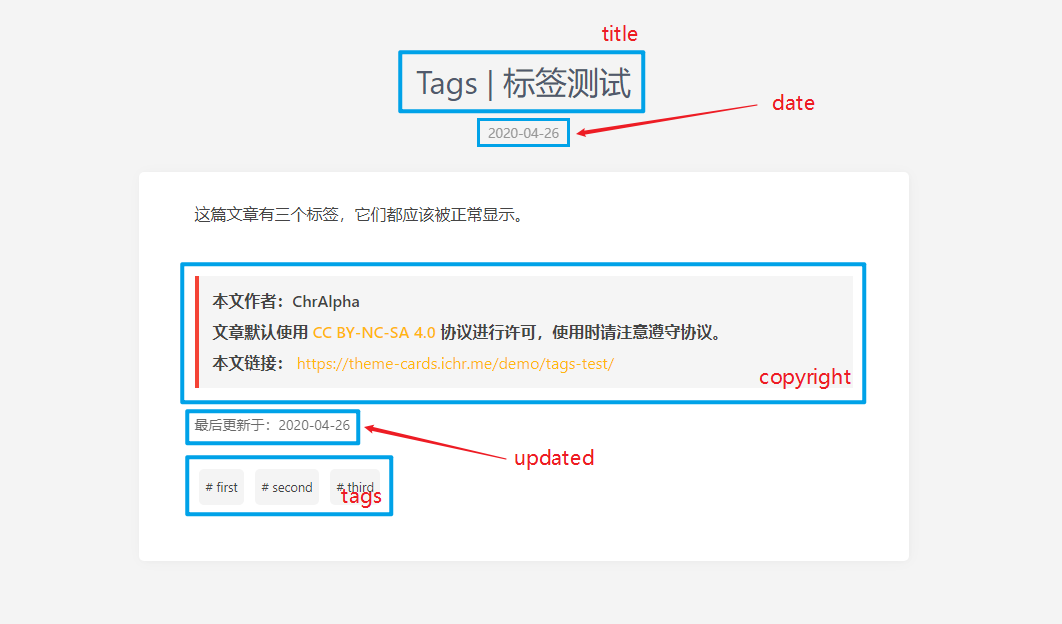 title
Tags | 标签测试
date
2020-04-26
这篇文章有三个标签，它们都应该被正常显示。
本文作者：ChrAlpha
文章默认使用 CC BY-NC-SA 4.0 协议进行许可，使用时请注意遵守协议。
本文链接： https://theme-cards.ichr.me/demo/tags-test/
copyright
最后更新于：2020-04-26
updated
# first # second # third
tags